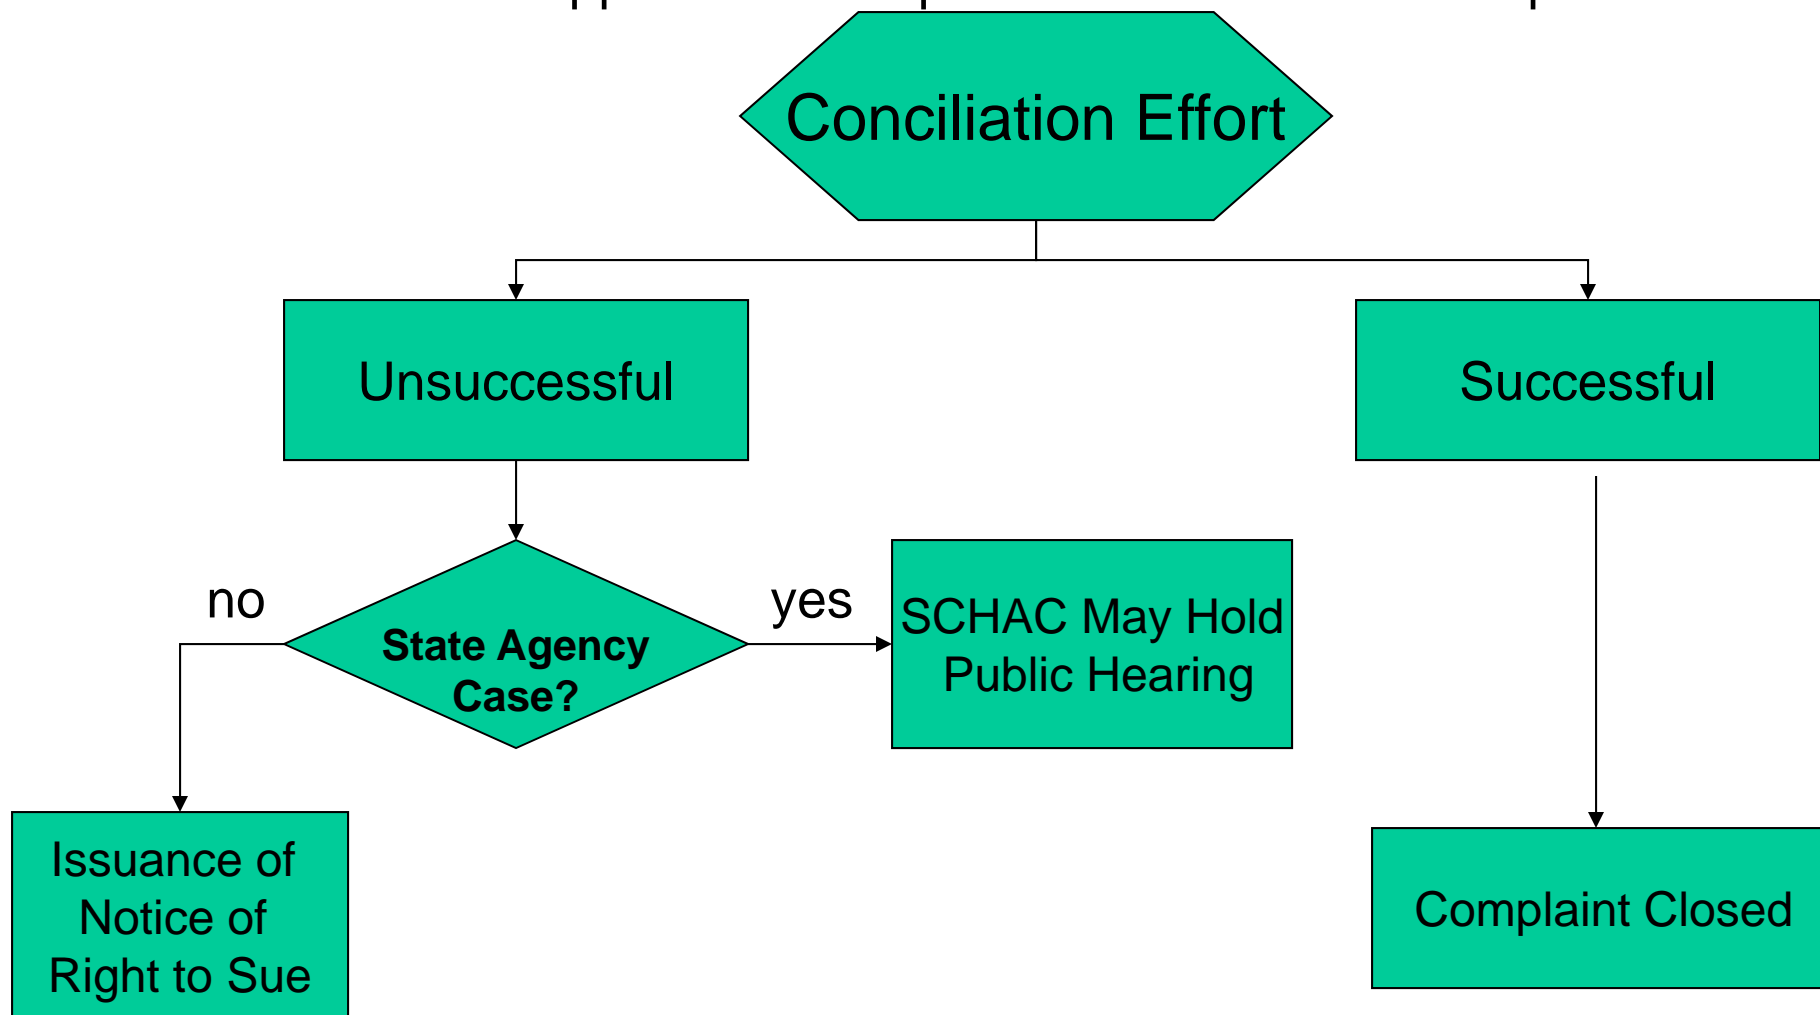 Conciliation Effort
Unsuccessful
Successful
no
yes
State Agency
Case?
SCHAC May Hold
Public Hearing
Issuance of
Notice of
Right to Sue
Complaint Closed